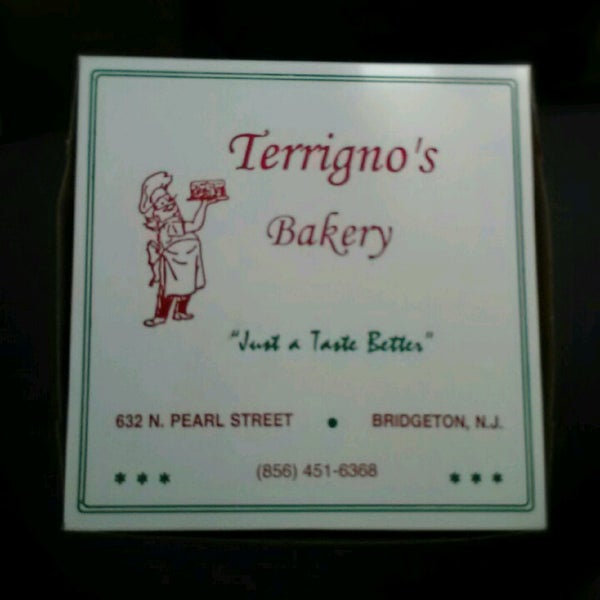 Terrigno's
Bakery
"Just a Taste Better"
632 N. PEARL STREET • BRIDGETON, N.J.
(856) 451-6368
* * * * * *